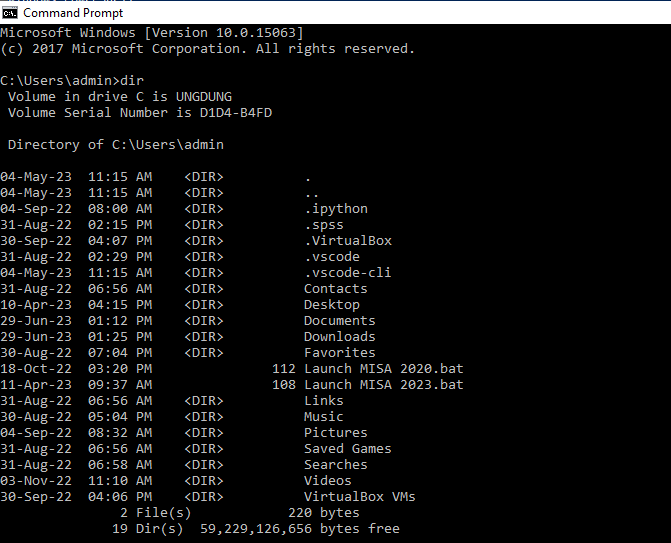 Command Prompt
Microsoft Windows [Version 10.0.15063]
(c) 2017 Microsoft Corporation. All rights reserved.
C:\Users\admin>dir
 Volume in drive C is UNGDUNG
 Volume Serial Number is D1D4-B4FD
 Directory of C:\Users\admin
04-May-23  11:15 AM    <DIR>          .
04-May-23  11:15 AM    <DIR>          ..
04-Sep-22  08:00 AM    <DIR>          .ipython
31-Aug-22  02:15 PM    <DIR>          .spss
30-Sep-22  04:07 PM    <DIR>          .VirtualBox
31-Aug-22  02:29 PM    <DIR>          .vscode
04-May-23  11:15 AM    <DIR>          .vscode-cli
31-Aug-22  06:56 AM    <DIR>          Contacts
10-Apr-23  04:15 PM    <DIR>          Desktop
29-Jun-23  01:12 PM    <DIR>          Documents
29-Jun-23  01:25 PM    <DIR>          Downloads
30-Aug-22  07:04 PM    <DIR>          Favorites
18-Oct-22  03:20 PM               112 Launch MISA 2020.bat
11-Apr-23  09:37 AM               108 Launch MISA 2023.bat
31-Aug-22  06:56 AM    <DIR>          Links
30-Aug-22  05:04 PM    <DIR>          Music
04-Sep-22  08:32 AM    <DIR>          Pictures
31-Aug-22  06:56 AM    <DIR>          Saved Games
31-Aug-22  06:58 AM    <DIR>          Searches
03-Nov-22  11:10 AM    <DIR>          Videos
30-Sep-22  04:06 PM    <DIR>          VirtualBox VMs
               2 File(s)            220 bytes
              19 Dir(s)  59,229,126,656 bytes free